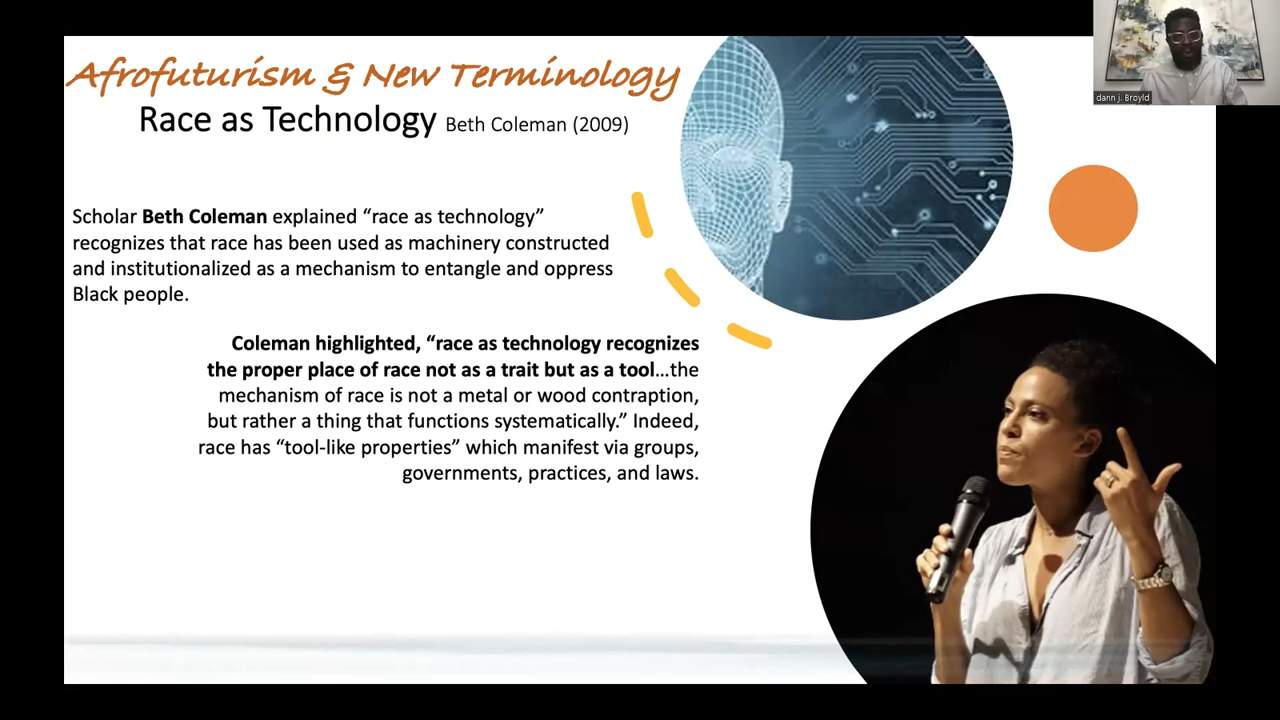 Afrofuturism & New Terminology
Race as Technology Beth Coleman (2009)
dann j. Broyld
Scholar Beth Coleman explained “race as technology”
recognizes that race has been used as machinery constructed
and institutionalized as a mechanism to entangle and oppress
Black people.
Coleman highlighted, “race as technology recognizes
the proper place of race not as a trait but as a tool…the
mechanism of race is not a metal or wood contraption,
but rather a thing that functions systematically.” Indeed,
race has “tool-like properties” which manifest via groups,
governments, practices, and laws.